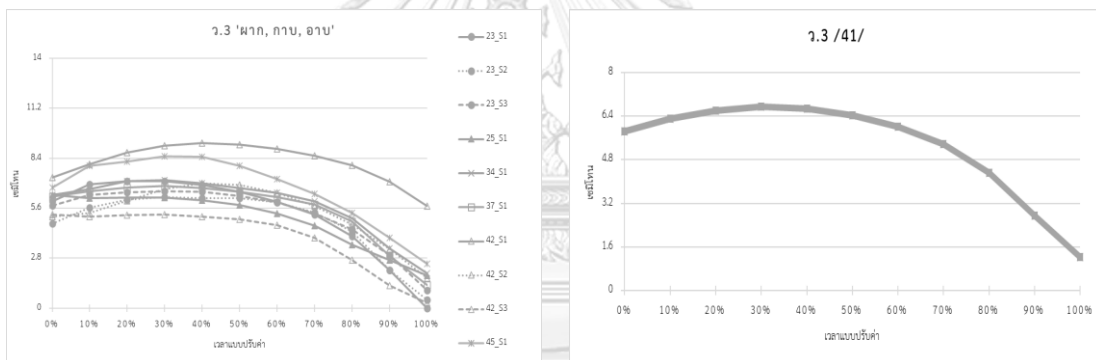 ว.3 'ผาก, กาบ, อาบ'
14
11.2
8.4
5.6
2.8
0
เซมิโทน
0% 10% 20% 30% 40% 50% 60% 70% 80% 90% 100%
เวลาแบบปรับค่า
23_S1
23_S2
23_S3
25_S1
34_S1
37_S1
42_S1
42_S2
42_S3
45_S1
ว.3 /41/
8
6.4
4.8
3.2
1.6
0
เซมิโทน
0% 10% 20% 30% 40% 50% 60% 70% 80% 90% 100%
เวลาแบบปรับค่า